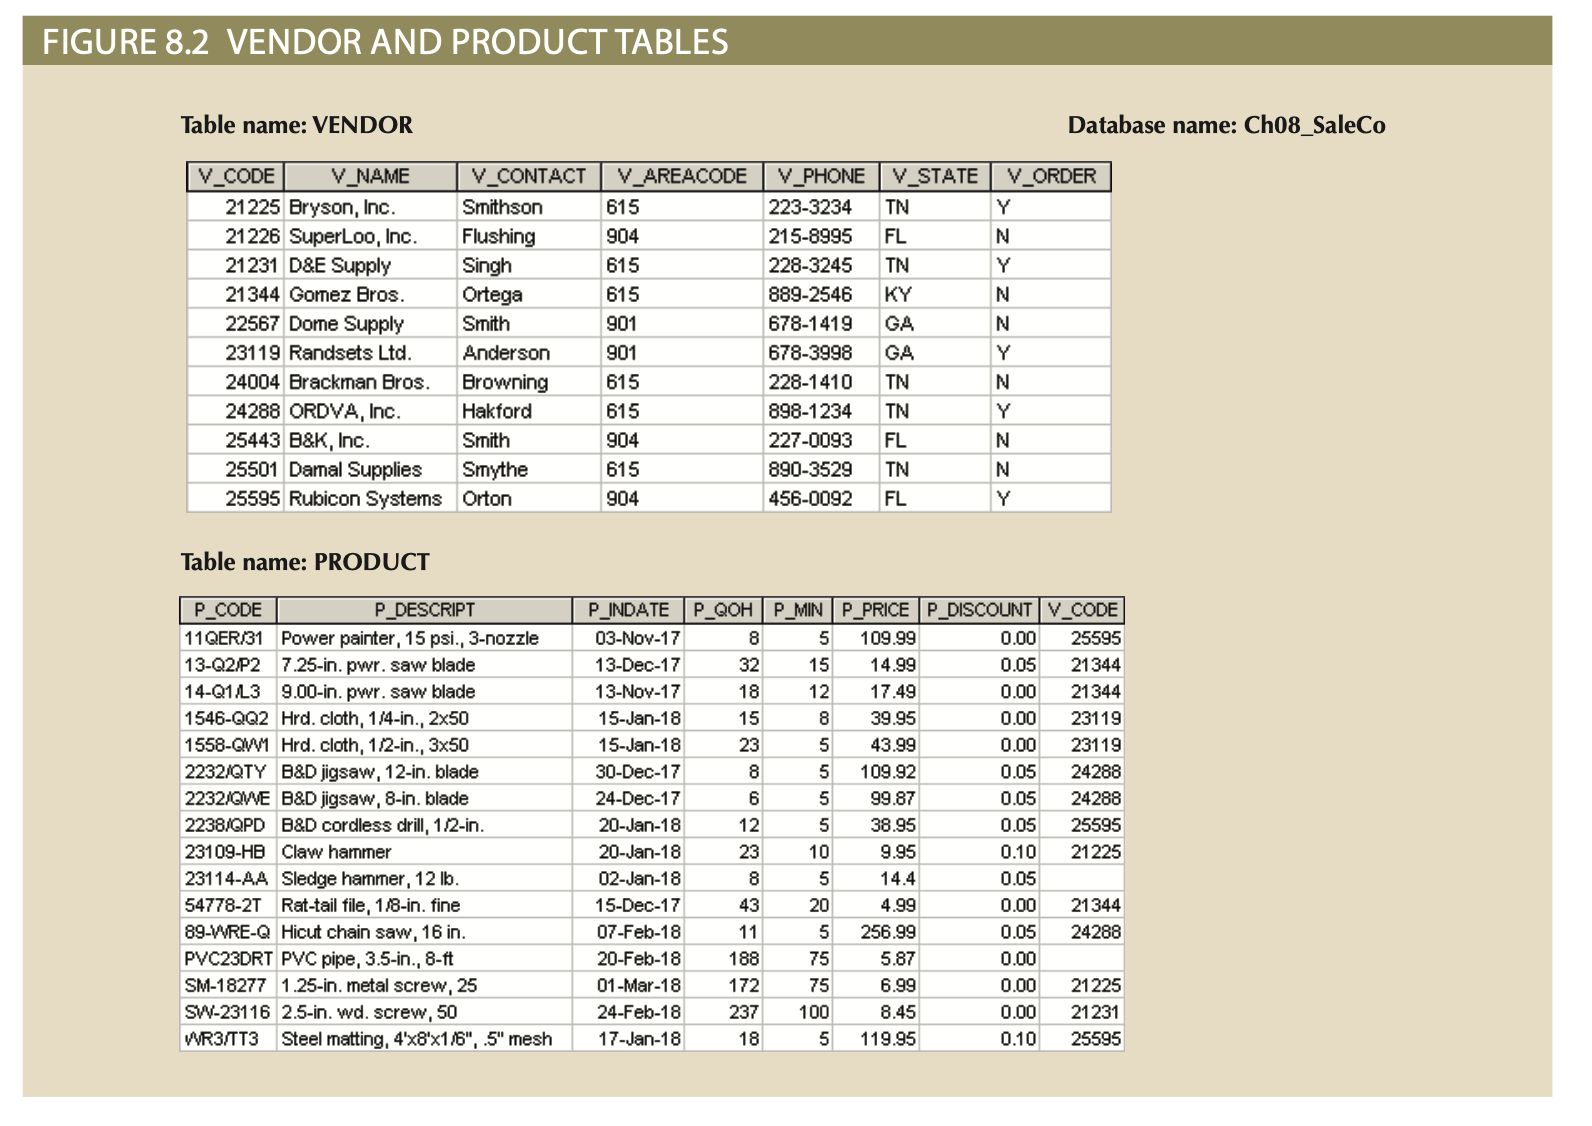 FIGURE 8.2 VENDOR AND PRODUCT TABLES
Table name: VENDOR Database name: Ch08_SaleCo
V_CODE V_NAME V_CONTACT V_AREACODE V_PHONE V_STATE V_ORDER
21225 Bryson, Inc. Smithson 615 223-3234 TN Y
21226 SuperLoo, Inc. Flushing 904 215-8995 FL N
21231 D&E Supply Singh 615 228-3245 TN Y
21344 Gomez Bros. Ortega 615 889-2546 KY N
22567 Dome Supply Smith 901 678-1419 GA N
23119 Randsets Ltd. Anderson 901 678-3998 GA Y
24004 Brackman Bros. Browning 615 228-1410 TN N
24288 ORDVA, Inc. Hakford 615 898-1234 TN Y
25443 B&K, Inc. Smith 904 227-0093 FL N
25501 Damal Supplies Smythe 615 890-3529 TN N
25595 Rubicon Systems Orton 904 456-0092 FL Y
Table name: PRODUCT
P_CODE P_DESCRIPT P_INDATE P_QOH P_MIN P_PRICE P_DISCOUNT V_CODE
11QER/31 Power painter, 15 psi., 3-nozzle 03-Nov-17 8 5 109.99 0.00 25595
13-Q2/P2 7.25-in. pwr. saw blade 13-Dec-17 32 15 14.99 0.05 21344
14-Q1/L3 9.00-in. pwr. saw blade 13-Nov-17 18 12 17.49 0.00 21344
1546-QQ2 Hrd. cloth, 1/4-in., 2x50 15-Jan-18 15 8 39.95 0.00 23119
1558-QW1 Hrd. cloth, 1/2-in., 3x50 15-Jan-18 23 5 43.99 0.00 23119
2232/QTY B&D jigsaw, 12-in. blade 30-Dec-17 8 5 109.92 0.05 24288
2232/QWE B&D jigsaw, 8-in. blade 24-Dec-17 6 5 99.87 0.05 24288
2238/QPD B&D cordless drill, 1/2-in. 20-Jan-18 12 5 38.95 0.05 25595
23109-HB Claw hammer 20-Jan-18 23 10 9.95 0.10 21225
23114-AA Sledge hammer, 12 lb. 02-Jan-18 8 5 14.4 0.05
54778-2T Rat-tail file, 1/8-in. fine 15-Dec-17 43 20 4.99 0.00 21344
89-WRE-Q Hicut chain saw, 16 in. 07-Feb-18 11 5 256.99 0.05 24288
PVC23DRT PVC pipe, 3.5-in., 8-ft 20-Feb-18 188 75 5.87 0.00
SM-18277 1.25-in. metal screw, 25 01-Mar-18 172 75 6.99 0.00 21225
SW-23116 2.5-in. wd. screw, 50 24-Feb-18 237 100 8.45 0.00 21231
WR3/TT3 Steel matting, 4'x8'x1/6", .5" mesh 17-Jan-18 18 5 119.95 0.10 25595